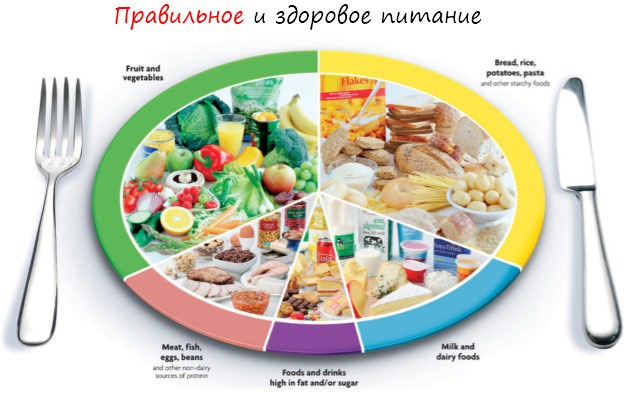 Правильное и здоровое питание
Fruit and
vegetables
Bread, rice,
potatoes, pasta
and other starchy foods
Flakes
Meat, fish,
eggs, beans
and other non-dairy
sources of protein
Foods and drinks
high in fat and/or sugar
Milk and
dairy foods